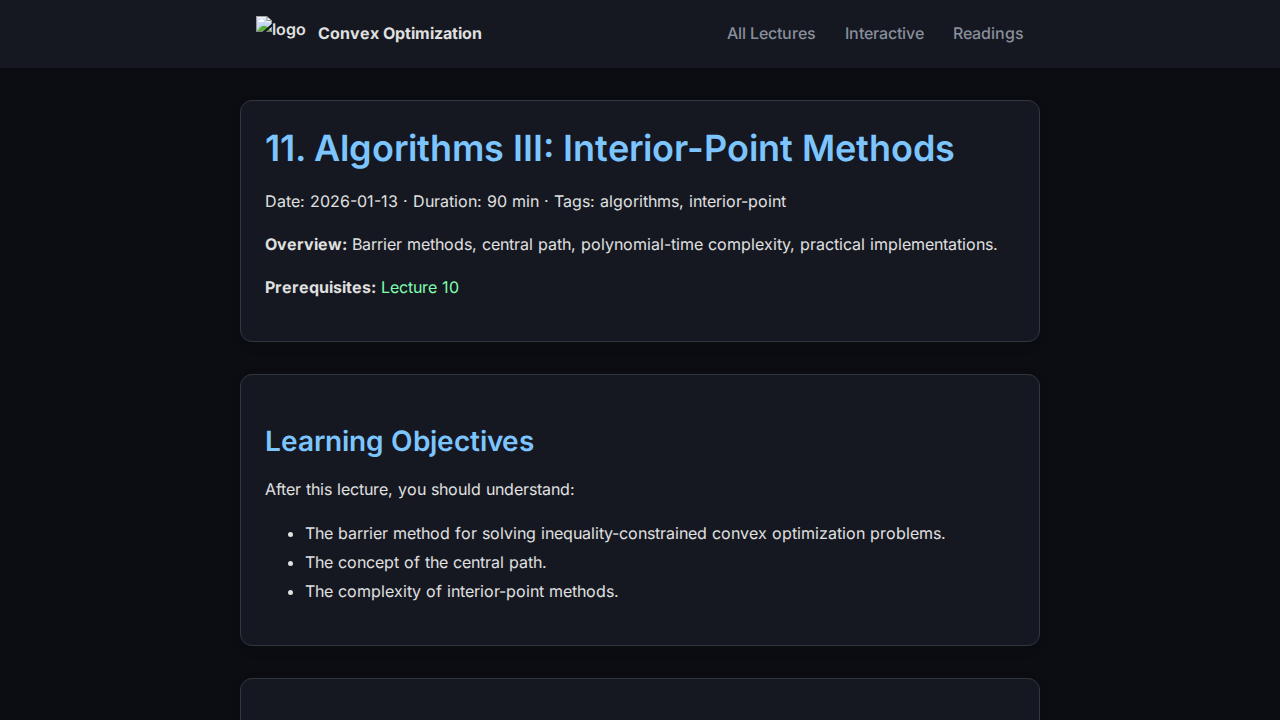 logo Convex Optimization All Lectures Interactive Readings
11. Algorithms III: Interior-Point Methods
Date: 2026-01-13 · Duration: 90 min · Tags: algorithms, interior-point
Overview: Barrier methods, central path, polynomial-time complexity, practical implementations.
Prerequisites: Lecture 10
Learning Objectives
After this lecture, you should understand:
• The barrier method for solving inequality-constrained convex optimization problems.
• The concept of the central path.
• The complexity of interior-point methods.